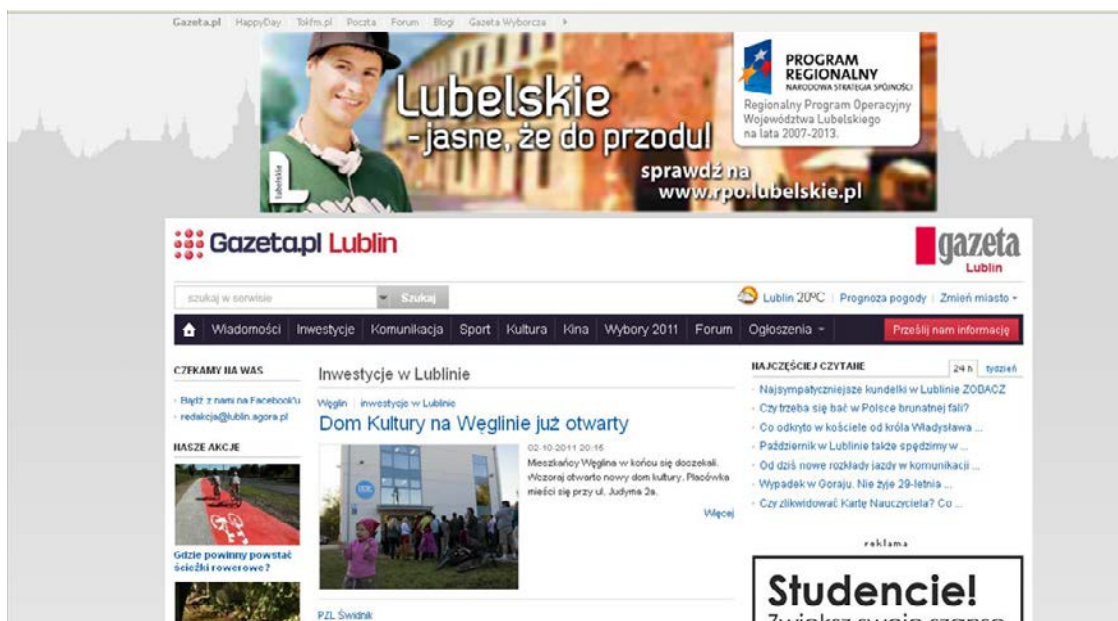 Gazeta.pl HappyDay Tokfm.pl Poczta Forum Blogi Gazeta Wyborcza
Lubelskie
-jasne, że do przodu!
sprawdź na
www.rpo.lubelskie.pl
lubelskie
PROGRAM
REGIONALNY
NARODOWA STRATEGIA SPÓJNOŚCI
Regionalny Program Operacyjny
Województwa Lubelskiego
na lata 2007-2013.
Gazeta.pl Lublin
gazeta
Lublin
szukaj w serwisie Szukaj
Lublin 20°C Prognoza pogody Zmień miasto
Wiadomości Inwestycje Komunikacja Sport Kultura Kina Wybory 2011 Forum Ogłoszenia Prześlij nam informację
CZEKAMY NA WAS
Bądź z nami na Facebook'u
redakcja@lublin.agora.pl
NASZE AKCJE
Gdzie powinny powstać
ścieżki rowerowe?
Inwestycje w Lublinie
Węglin inwestycje w Lublinie
Dom Kultury na Węglinie już otwarty
02-10-2011 20:15
Mieszkańcy Węglina w końcu się doczekali.
Wczoraj otwarto nowy dom kultury. Placówka
mieści się przy ul. Judyma 2a.
Więcej
PZL Świdnik
NAJCZĘŚCIEJ CZYTANE 24 h tydzień
Najsympatyczniejsze kundelki w Lublinie ZOBACZ
Czy trzeba się bać w Polsce brunatnej fali?
Co odkryto w kościele od króla Władysława ...
Październik w Lublinie także spędzimy w ...
Od dziś nowe rozkłady jazdy w komunikacji ...
Wypadek w Goraju. Nie żyje 29-letnia ...
Czy zlikwidować Kartę Nauczyciela? Co ...
reklama
Studencie!
Zwiększ swoje szanse